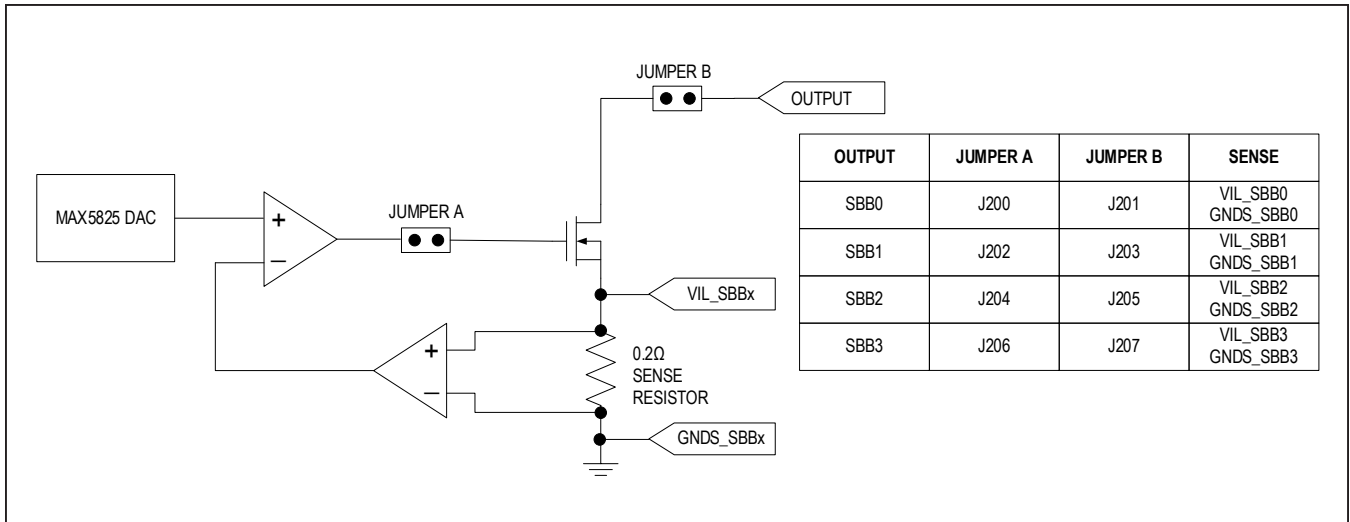 JUMPER B
OUTPUT
MAX5825 DAC
+
−
JUMPER A
VIL_SBBx
+
−
0.2Ω
SENSE
RESISTOR
GNDS_SBBx
OUTPUT JUMPER A JUMPER B SENSE
SBB0 J200 J201 VIL_SBB0
GNDS_SBB0
SBB1 J202 J203 VIL_SBB1
GNDS_SBB1
SBB2 J204 J205 VIL_SBB2
GNDS_SBB2
SBB3 J206 J207 VIL_SBB3
GNDS_SBB3